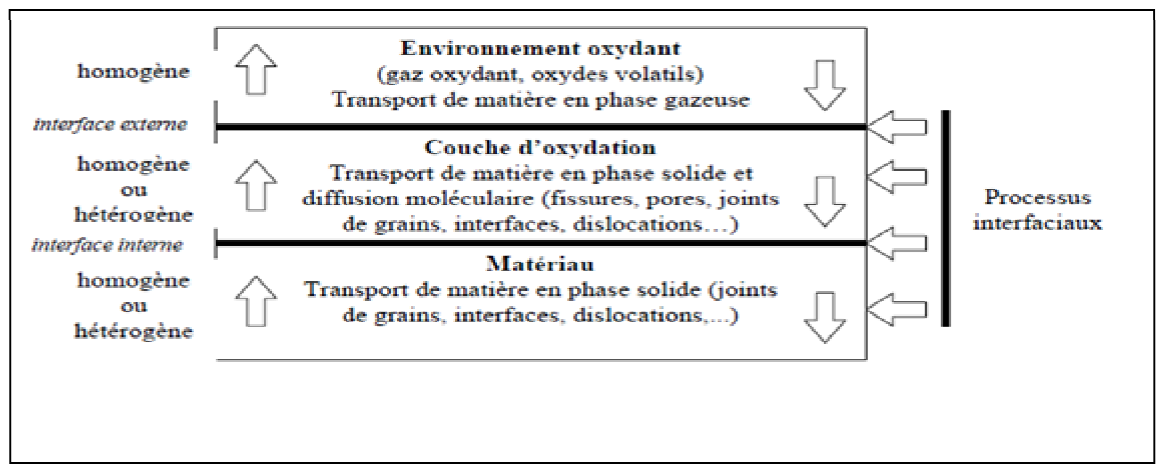 homogène
Environnement oxydant
(gaz oxydant, oxydes volatils)
Transport de matière en phase gazeuse
interface externe
homogène
ou
hétérogène
Couche d'oxydation
Transport de matière en phase solide et
diffusion moléculaire (fissures, pores, joints
de grains, interfaces, dislocations…)
interface interne
homogène
ou
hétérogène
Matériau
Transport de matière en phase solide (joints
de grains, interfaces, dislocations,...)
Processus
interfaciaux